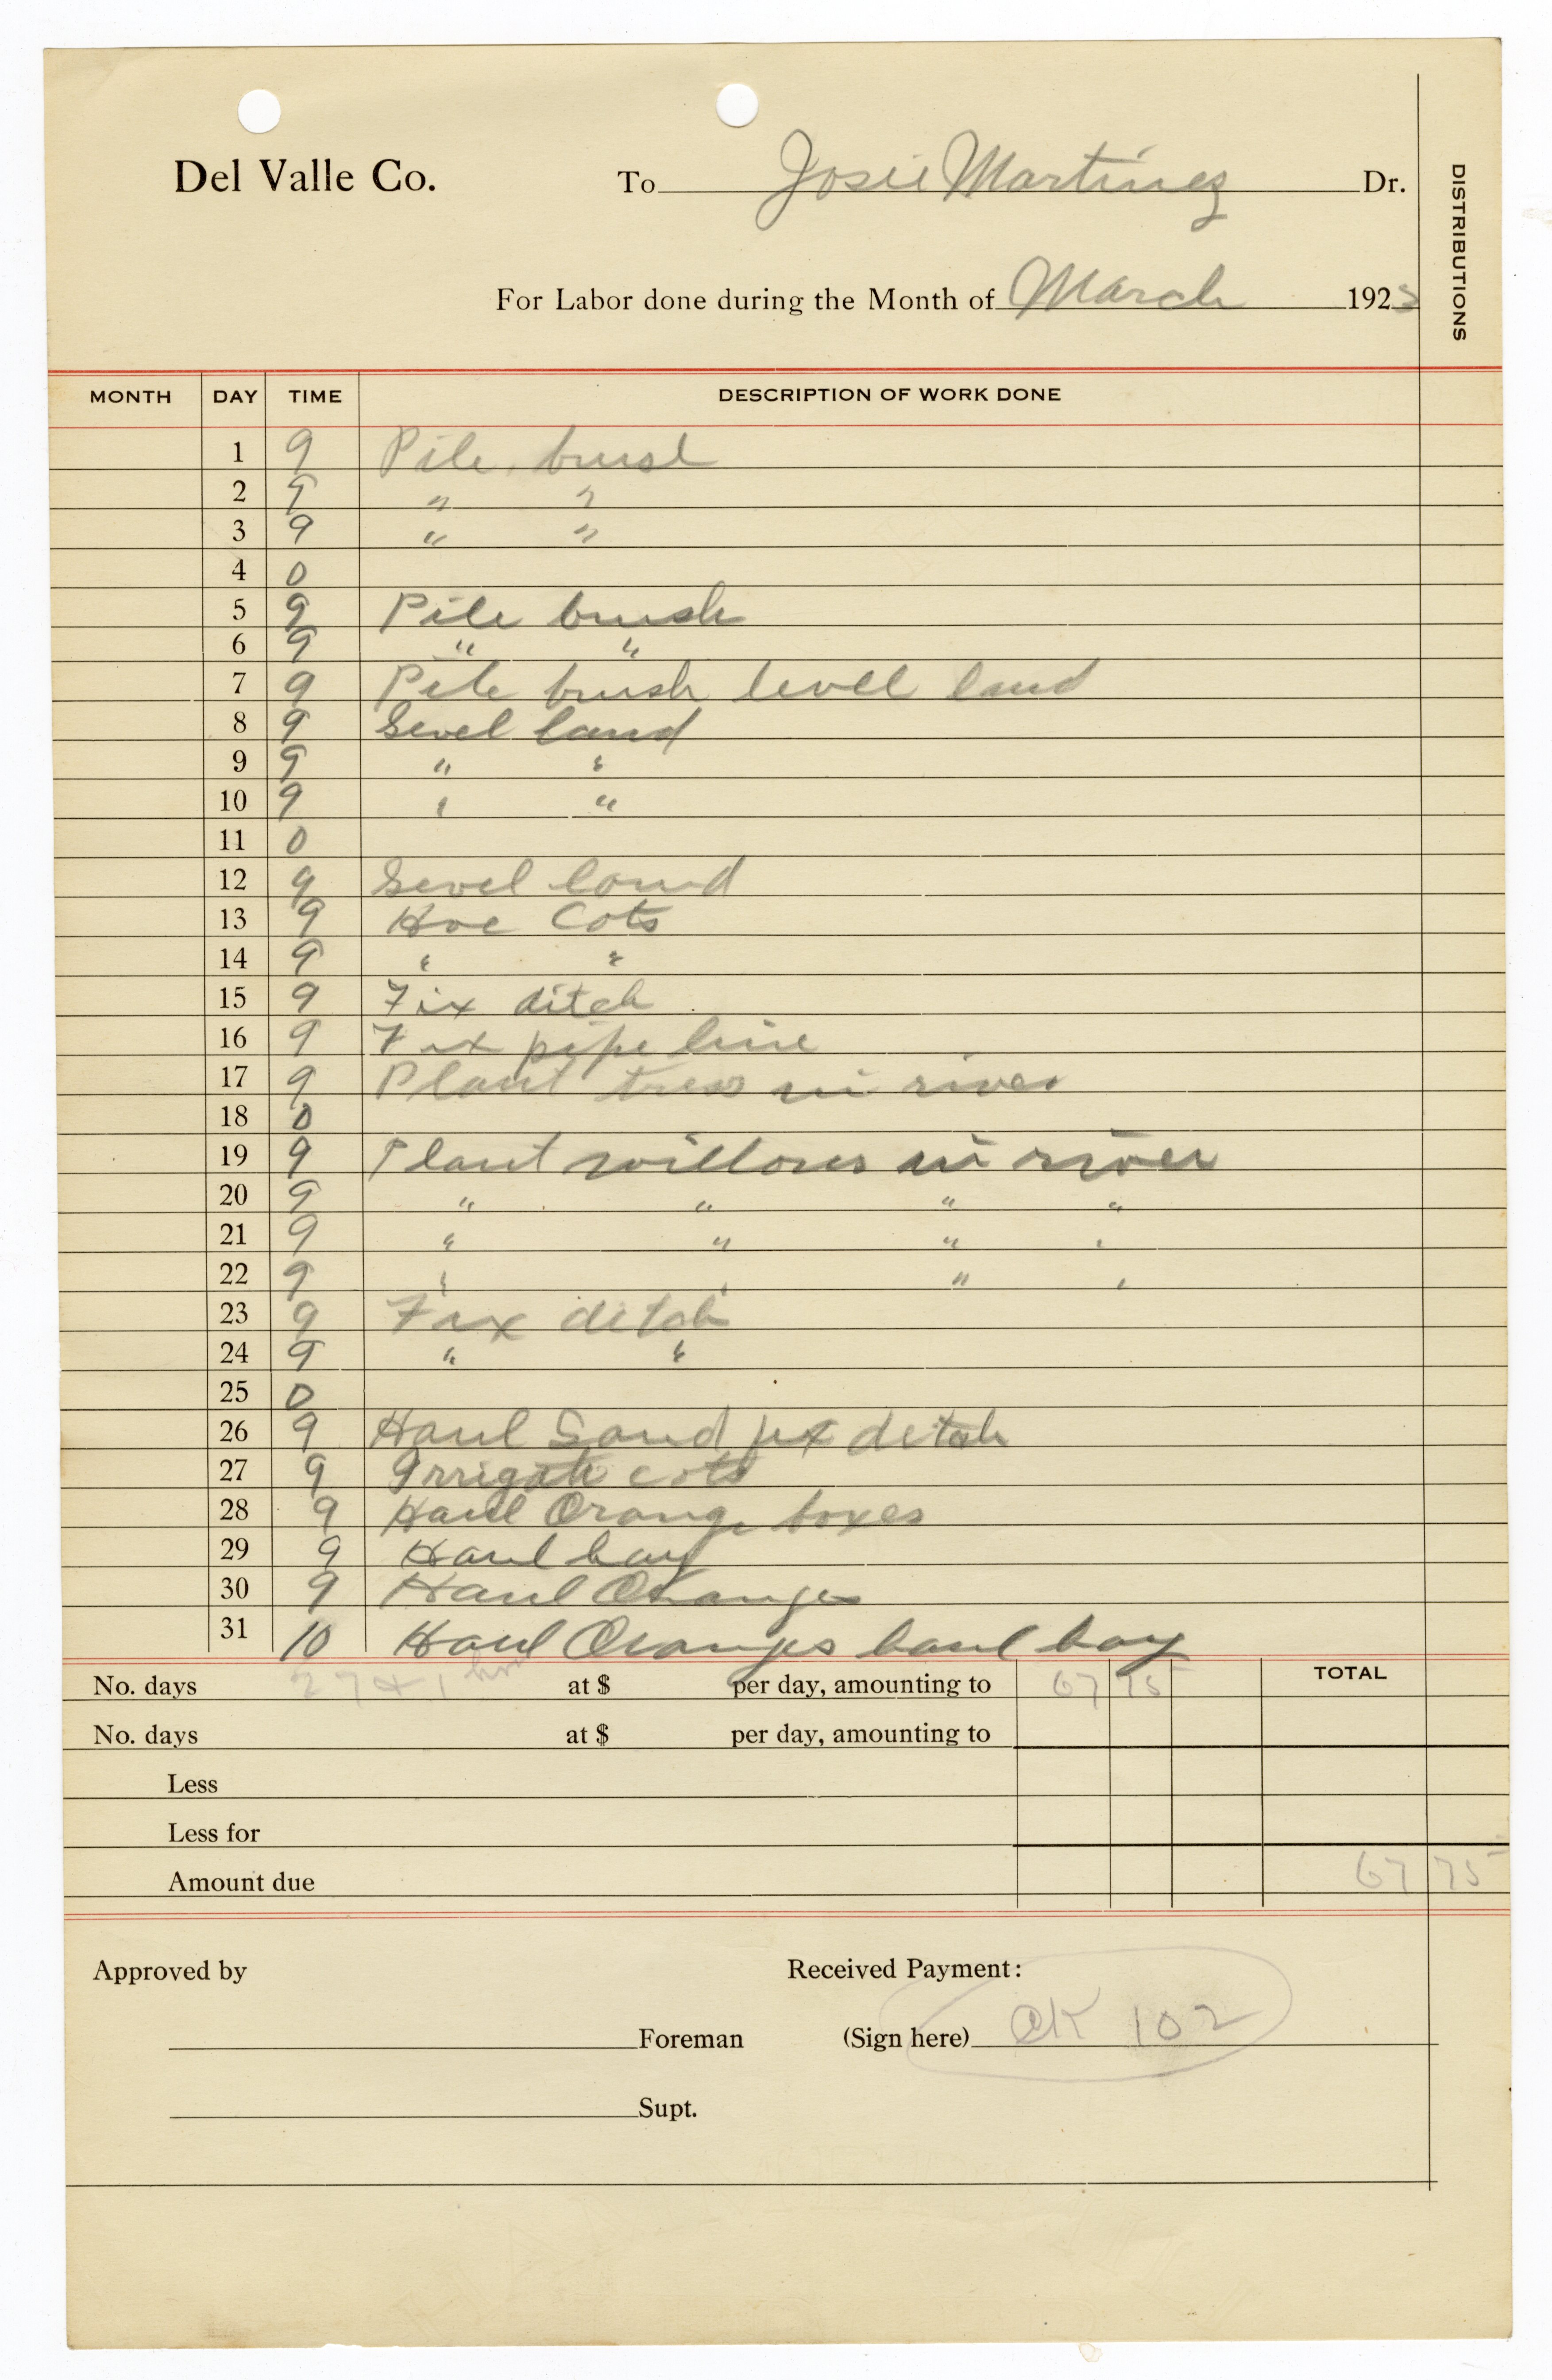 Del Valle Co. To Josie Martinez Dr.
DISTRIBUTIONS
For Labor done during the Month of March 1923
MONTH DAY TIME DESCRIPTION OF WORK DONE
1 9 Pile brush
2 9 " "
3 9 " "
4 0
5 9 Pile brush
6 9 " "
7 9 Pile brush level land
8 9 Level land
9 9 " "
10 9 " "
11 0
12 9 Level land
13 9 Hoe Cots
14 9 " "
15 9 Fix ditch
16 9 Fix pipe line
17 9 Plant trees in river
18 0
19 9 Plant willows in river
20 9 " " " "
21 9 " " " "
22 9 " " " "
23 9 Fix ditch
24 9 " "
25 0
26 9 Haul Sand fix ditch
27 9 Irrigate cots
28 9 Haul Orange boxes
29 9 Haul hay
30 9 Haul Oranges
31 10 Haul Oranges haul hay
No. days 27 & 1 hour at $ per day, amounting to 67 75 TOTAL
No. days at $ per day, amounting to
Less
Less for
Amount due 67 75
Approved by Received Payment:
Foreman (Sign here) CK 102
Supt.